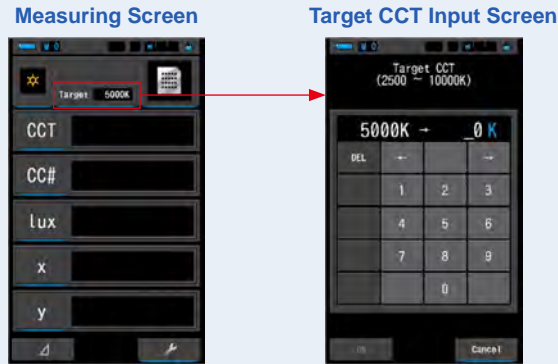 Measuring Screen
Target 5000K
CCT
CC#
lux
x
y
Target CCT Input Screen
Target CCT
(2500 ~ 10000K)
5000K → _0 K
DEL ← →
1 2 3
4 5 6
7 8 9
0
Cancel